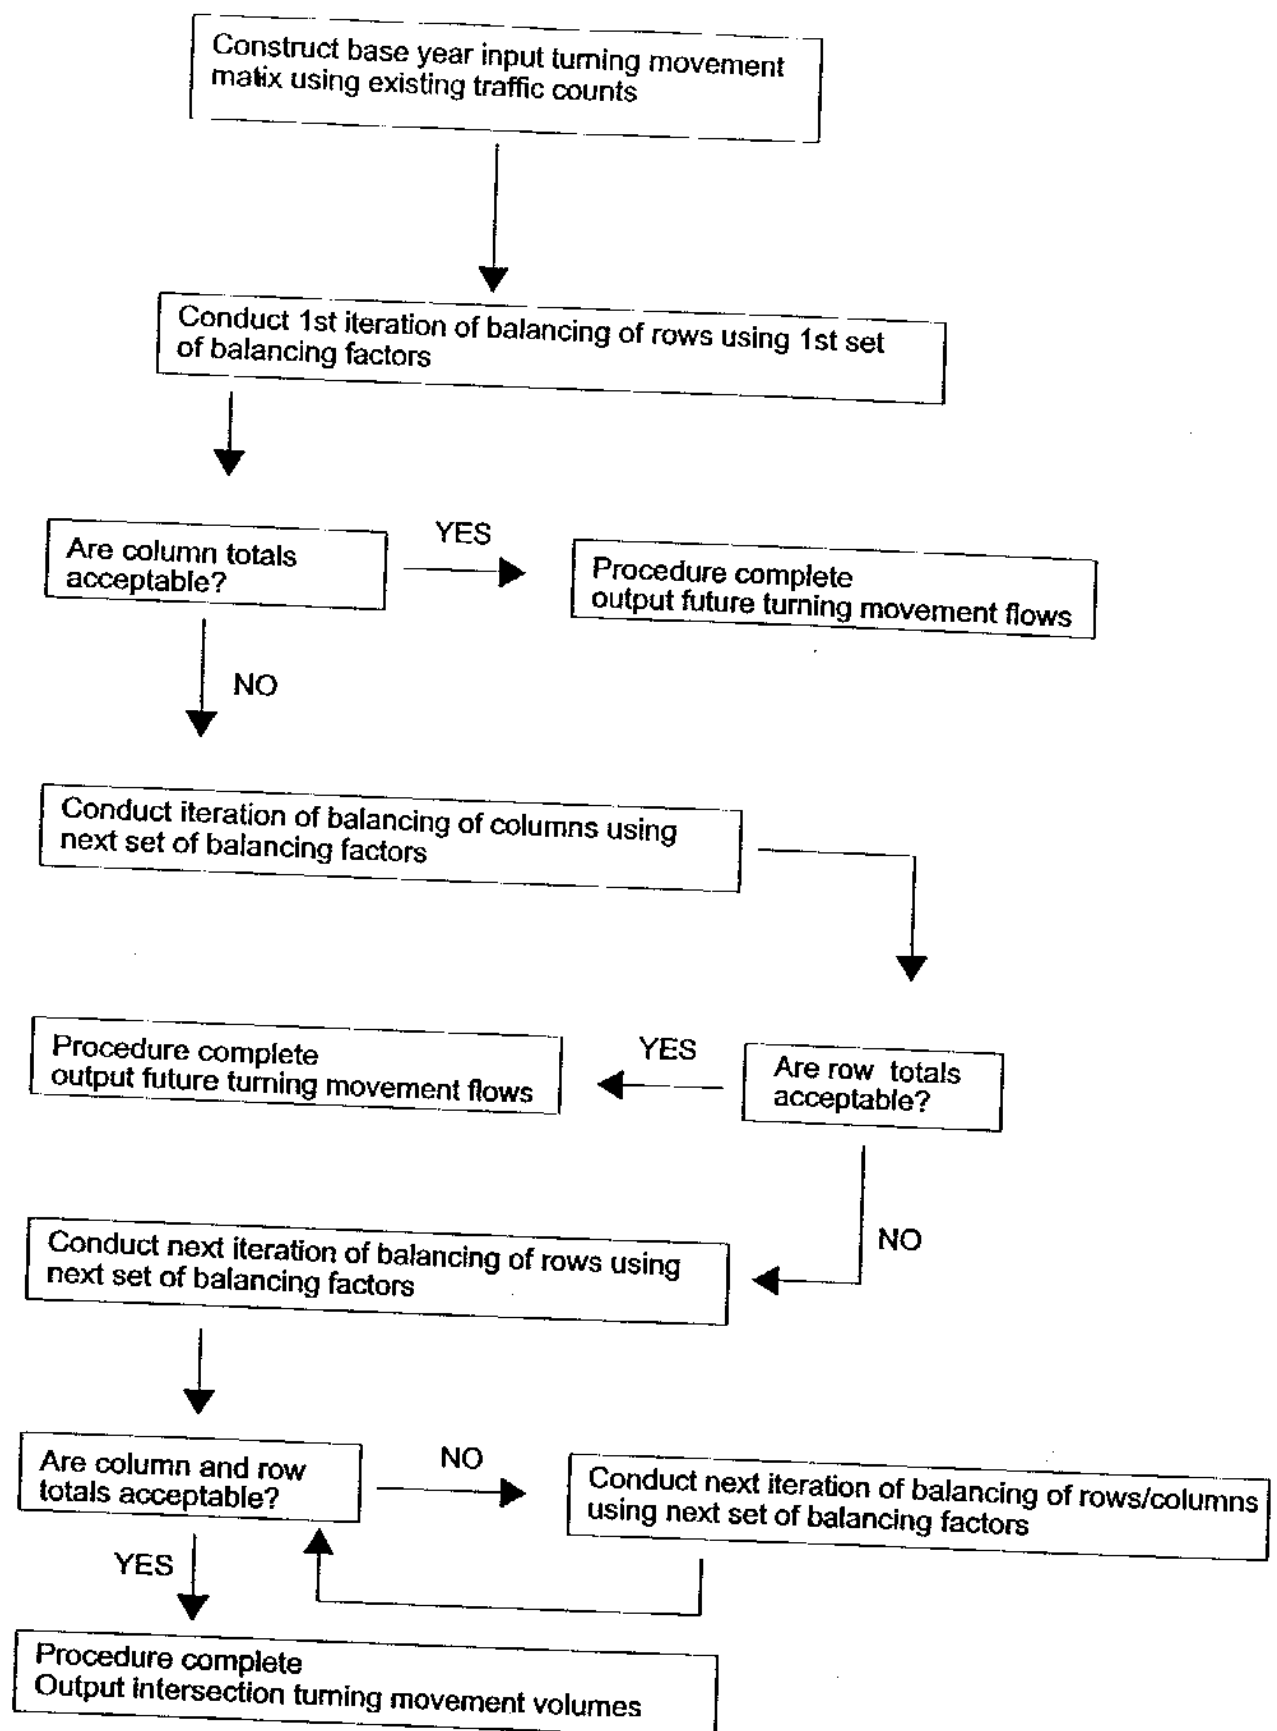 Construct base year input turning movement
matix using existing traffic counts
Conduct 1st iteration of balancing of rows using 1st set
of balancing factors
Are column totals
acceptable?
YES
Procedure complete
output future turning movement flows
NO
Conduct iteration of balancing of columns using
next set of balancing factors
Procedure complete
output future turning movement flows
YES
Are row totals
acceptable?
NO
Conduct next iteration of balancing of rows using
next set of balancing factors
Are column and row
totals acceptable?
NO
Conduct next iteration of balancing of rows/columns
using next set of balancing factors
YES
Procedure complete
Output intersection turning movement volumes